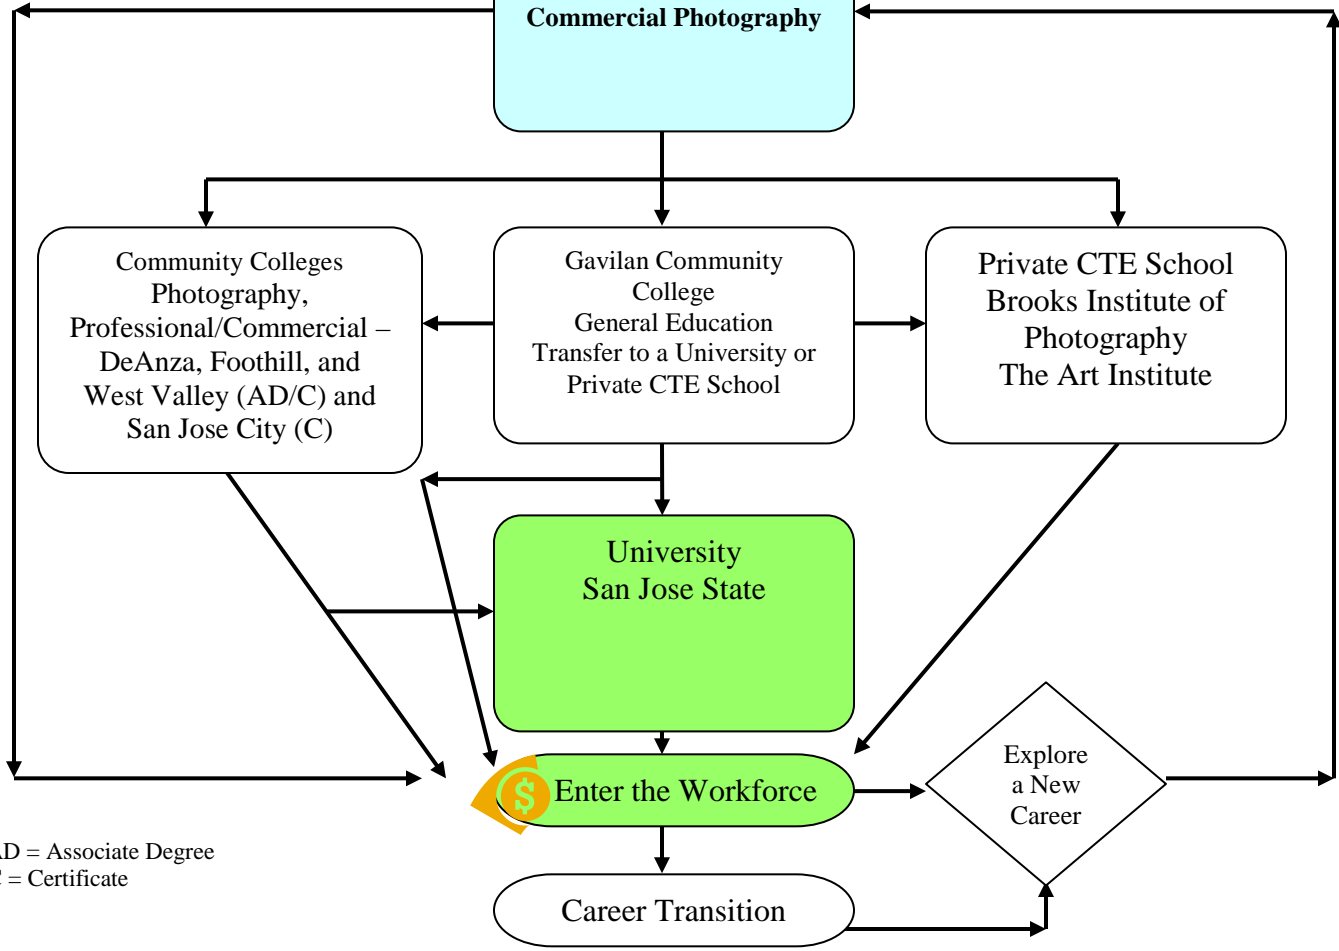 Commercial Photography
Community Colleges
Photography,
Professional/Commercial –
DeAnza, Foothill, and
West Valley (AD/C) and
San Jose City (C)
Gavilan Community
College
General Education
Transfer to a University or
Private CTE School
Private CTE School
Brooks Institute of
Photography
The Art Institute
University
San Jose State
$ Enter the Workforce
Explore
a New
Career
AD = Associate Degree
C = Certificate
Career Transition